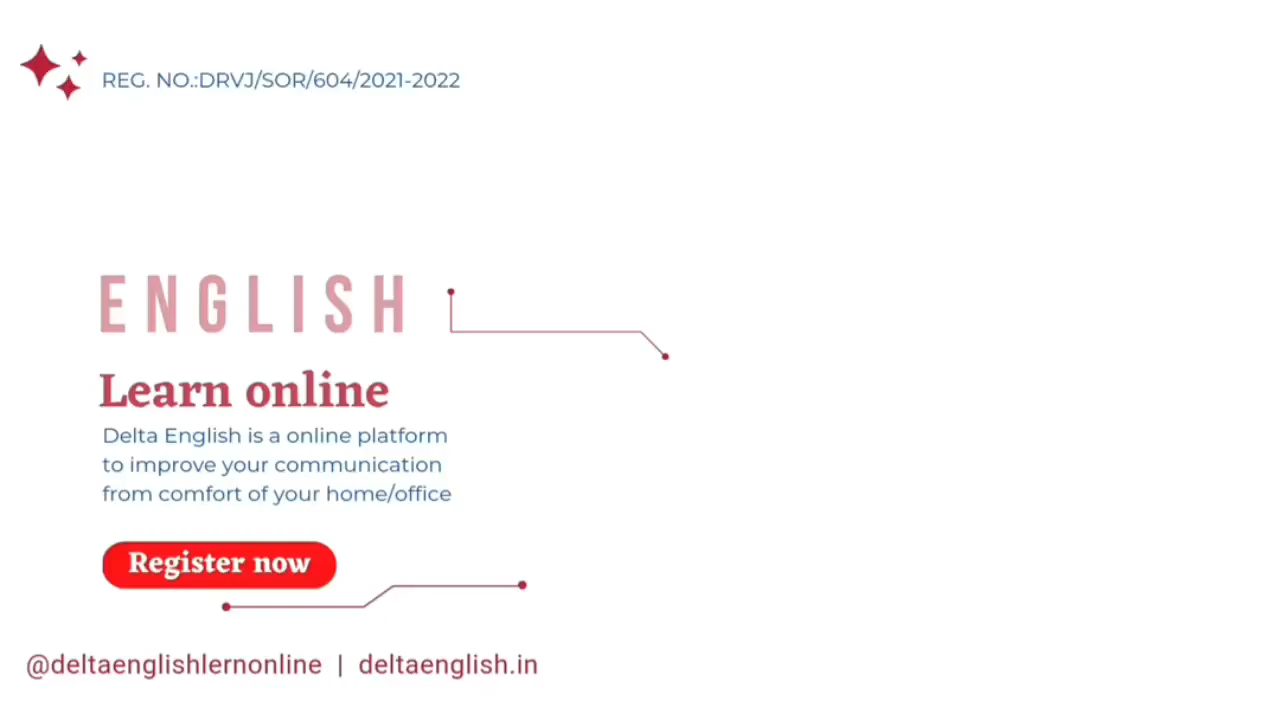 REG. NO.:DRVJ/SOR/604/2021-2022
ENGLISH
Learn online
Delta English is a online platform
to improve your communication
from comfort of your home/office
Register now
@deltaenglishlernonline | deltaenglish.in